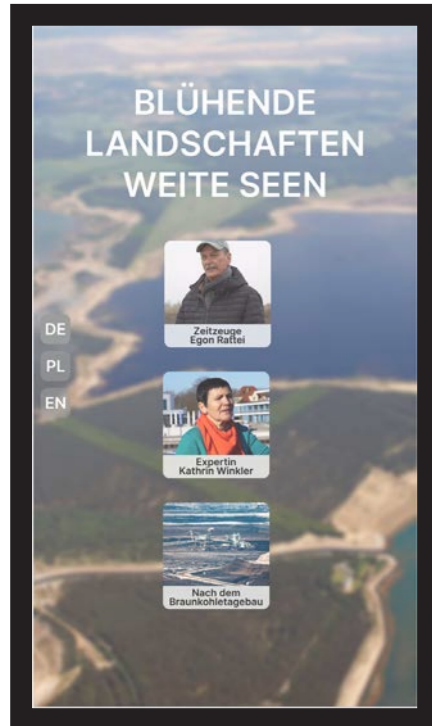 BLÜHENDE
LANDSCHAFTEN
WEITE SEEN
Zeitzeuge
Egon Rattei
DE
PL
EN
Expertin
Kathrin Winkler
Nach dem
Braunkohletagebau